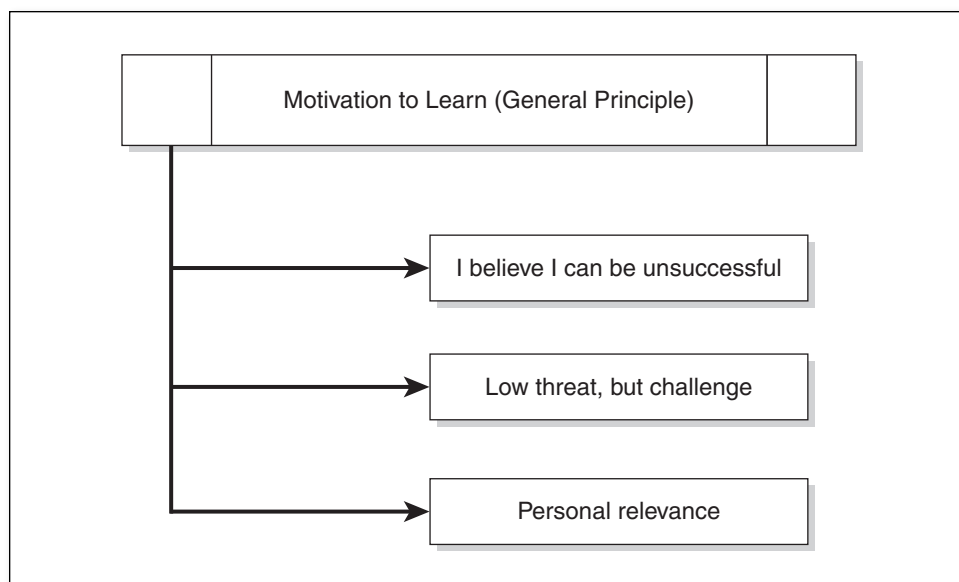 Motivation to Learn (General Principle)
I believe I can be unsuccessful
Low threat, but challenge
Personal relevance